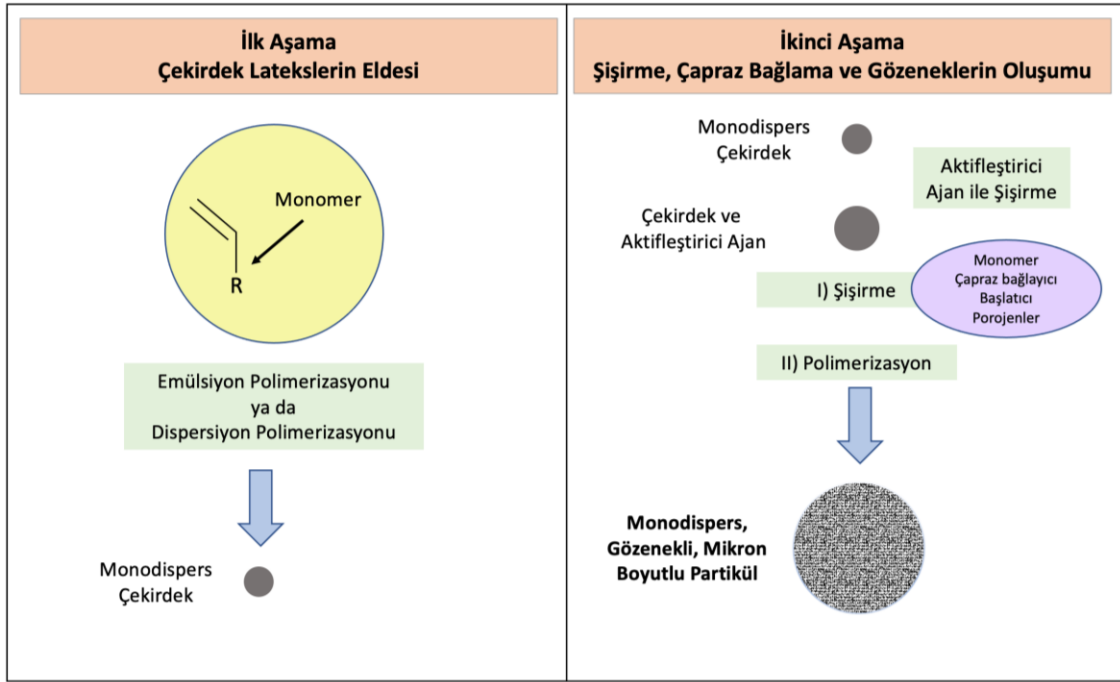 İlk Aşama
Çekirdek Latekslerin Eldesi
Monomer
R
Emülsiyon Polimerizasyonu
ya da
Dispersiyon Polimerizasyonu
Monodispers
Çekirdek
İkinci Aşama
Şişirme, Çapraz Bağlama ve Gözeneklerin Oluşumu
Monodispers
Çekirdek
Aktifleştirici
Ajan ile Şişirme
Çekirdek ve
Aktifleştirici Ajan
I) Şişirme
Monomer
Çapraz bağlayıcı
Başlatıcı
Porojenler
II) Polimerizasyon
Monodispers,
Gözenekli, Mikron
Boyutlu Partikül